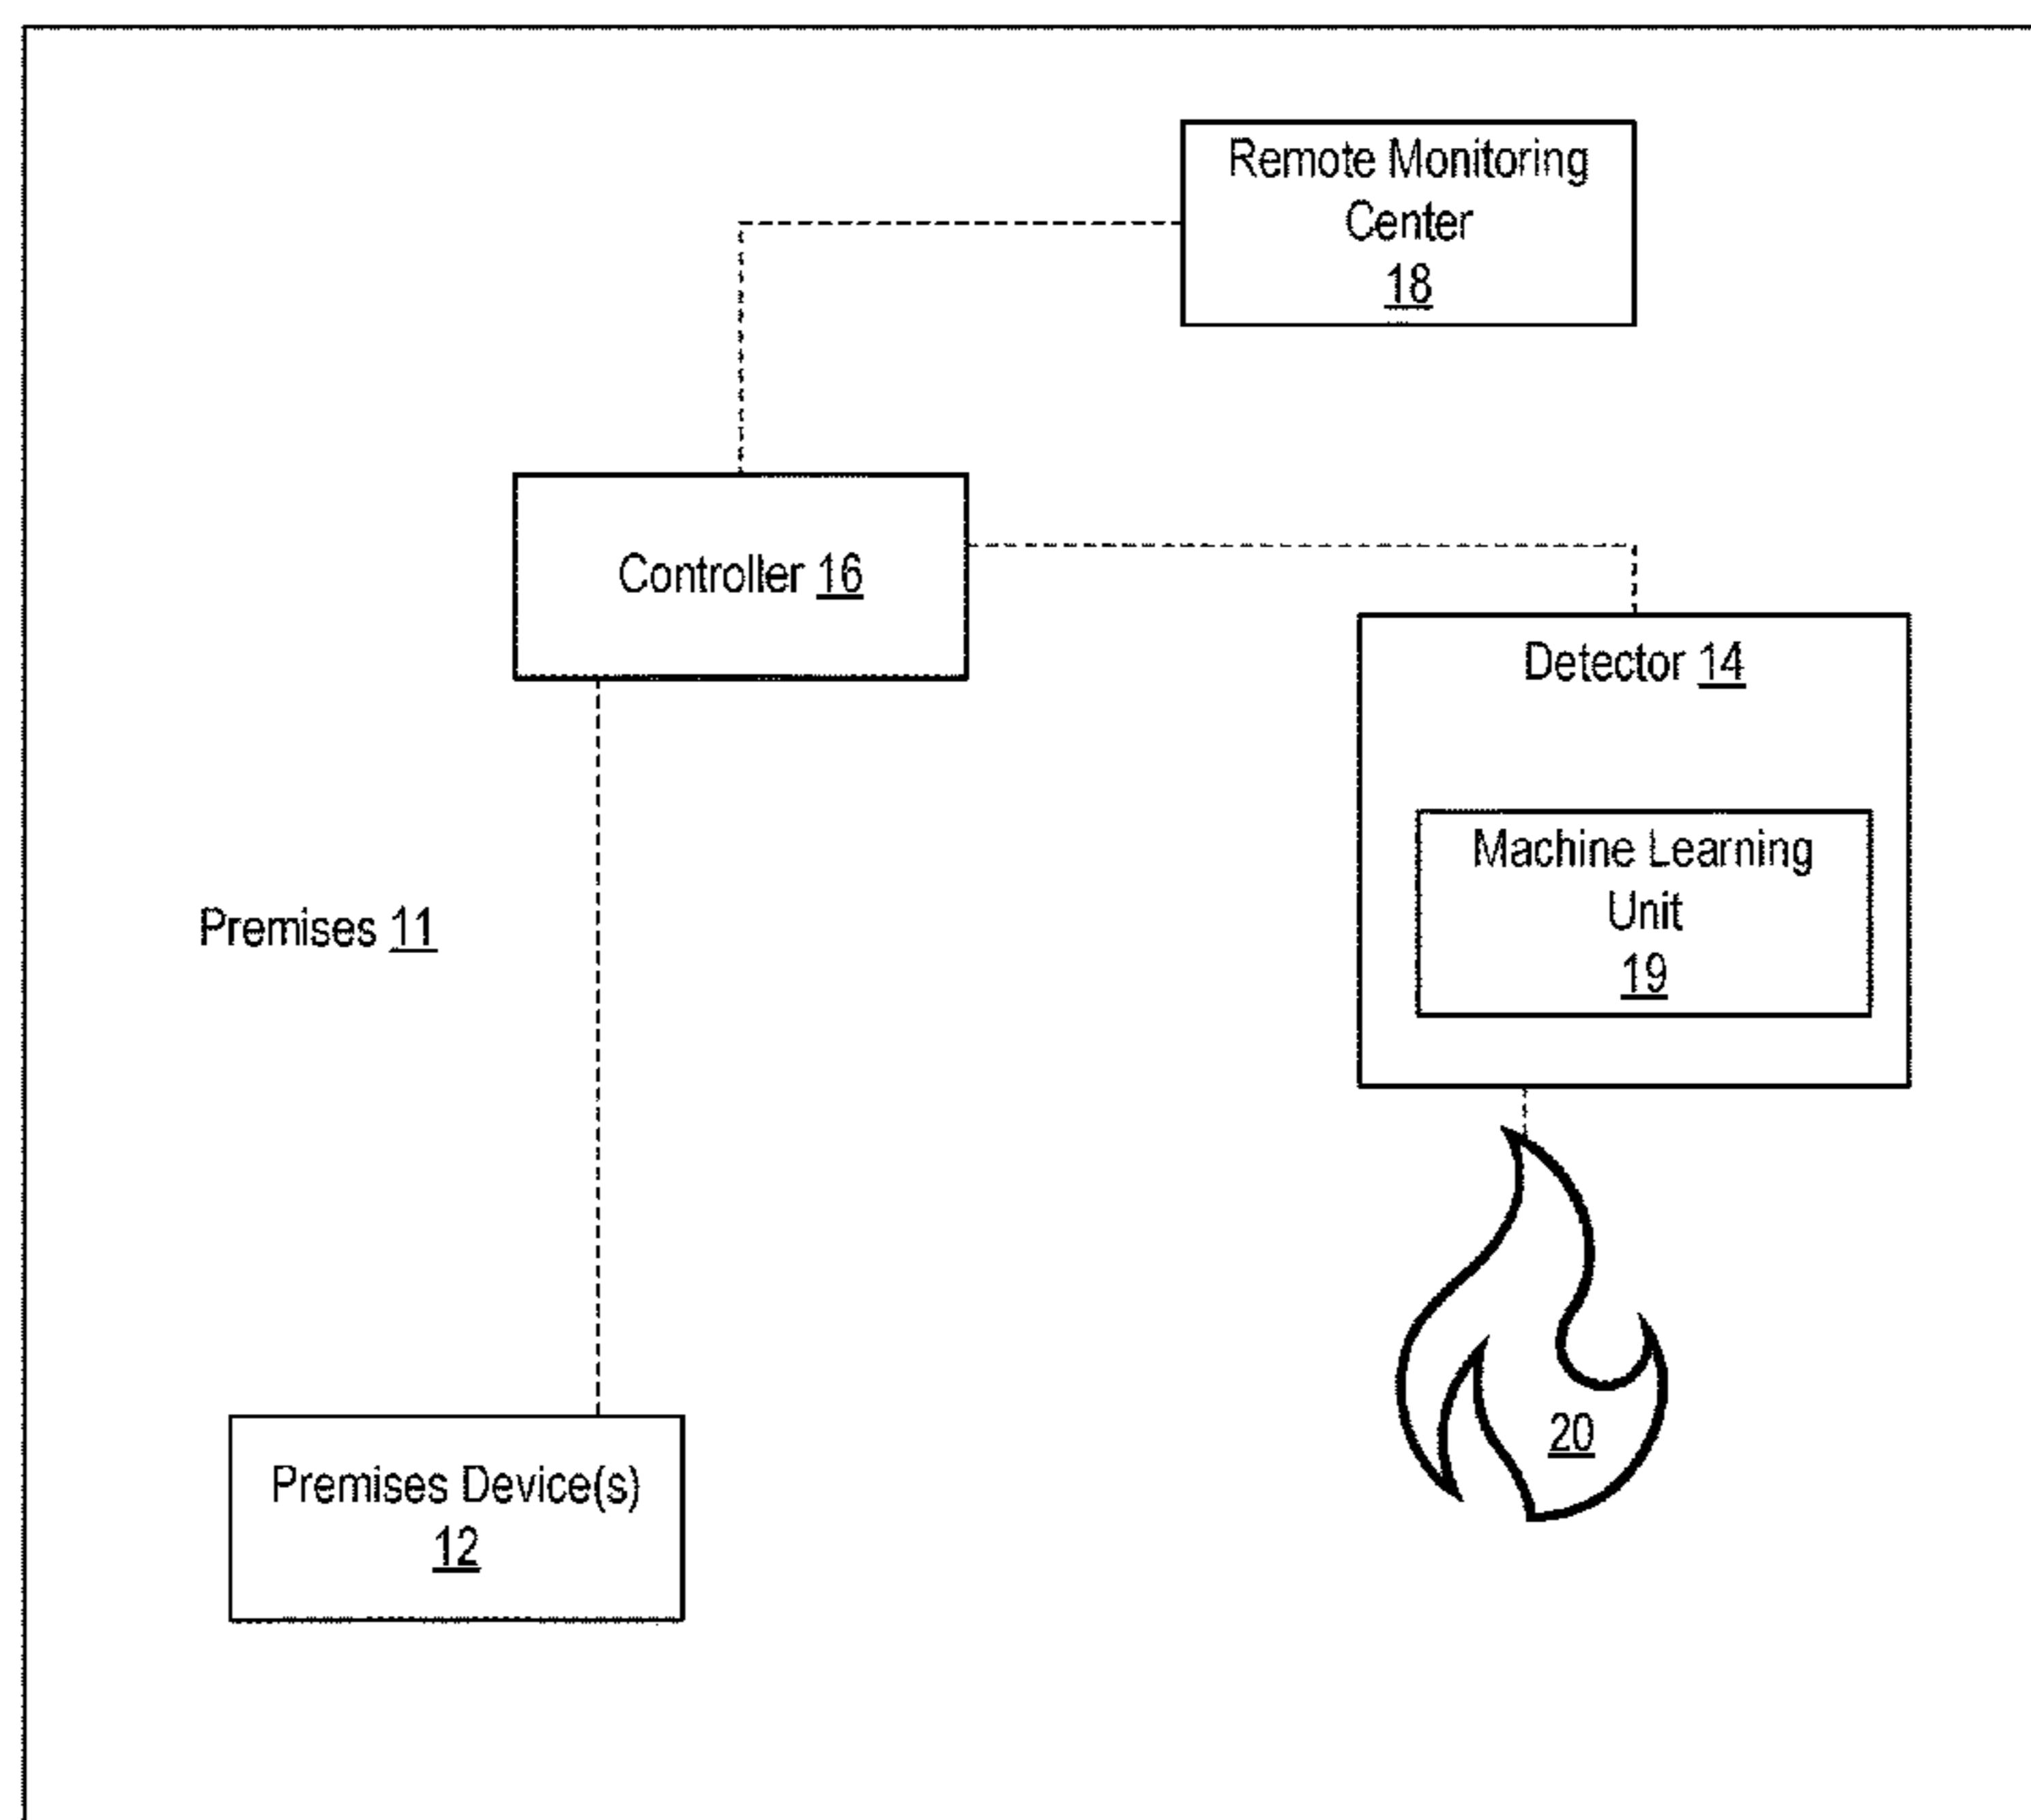 Remote Monitoring
Center
18
Controller 16
Detector 14
Machine Learning
Unit
19
Premises 11
20
Premises Device(s)
12